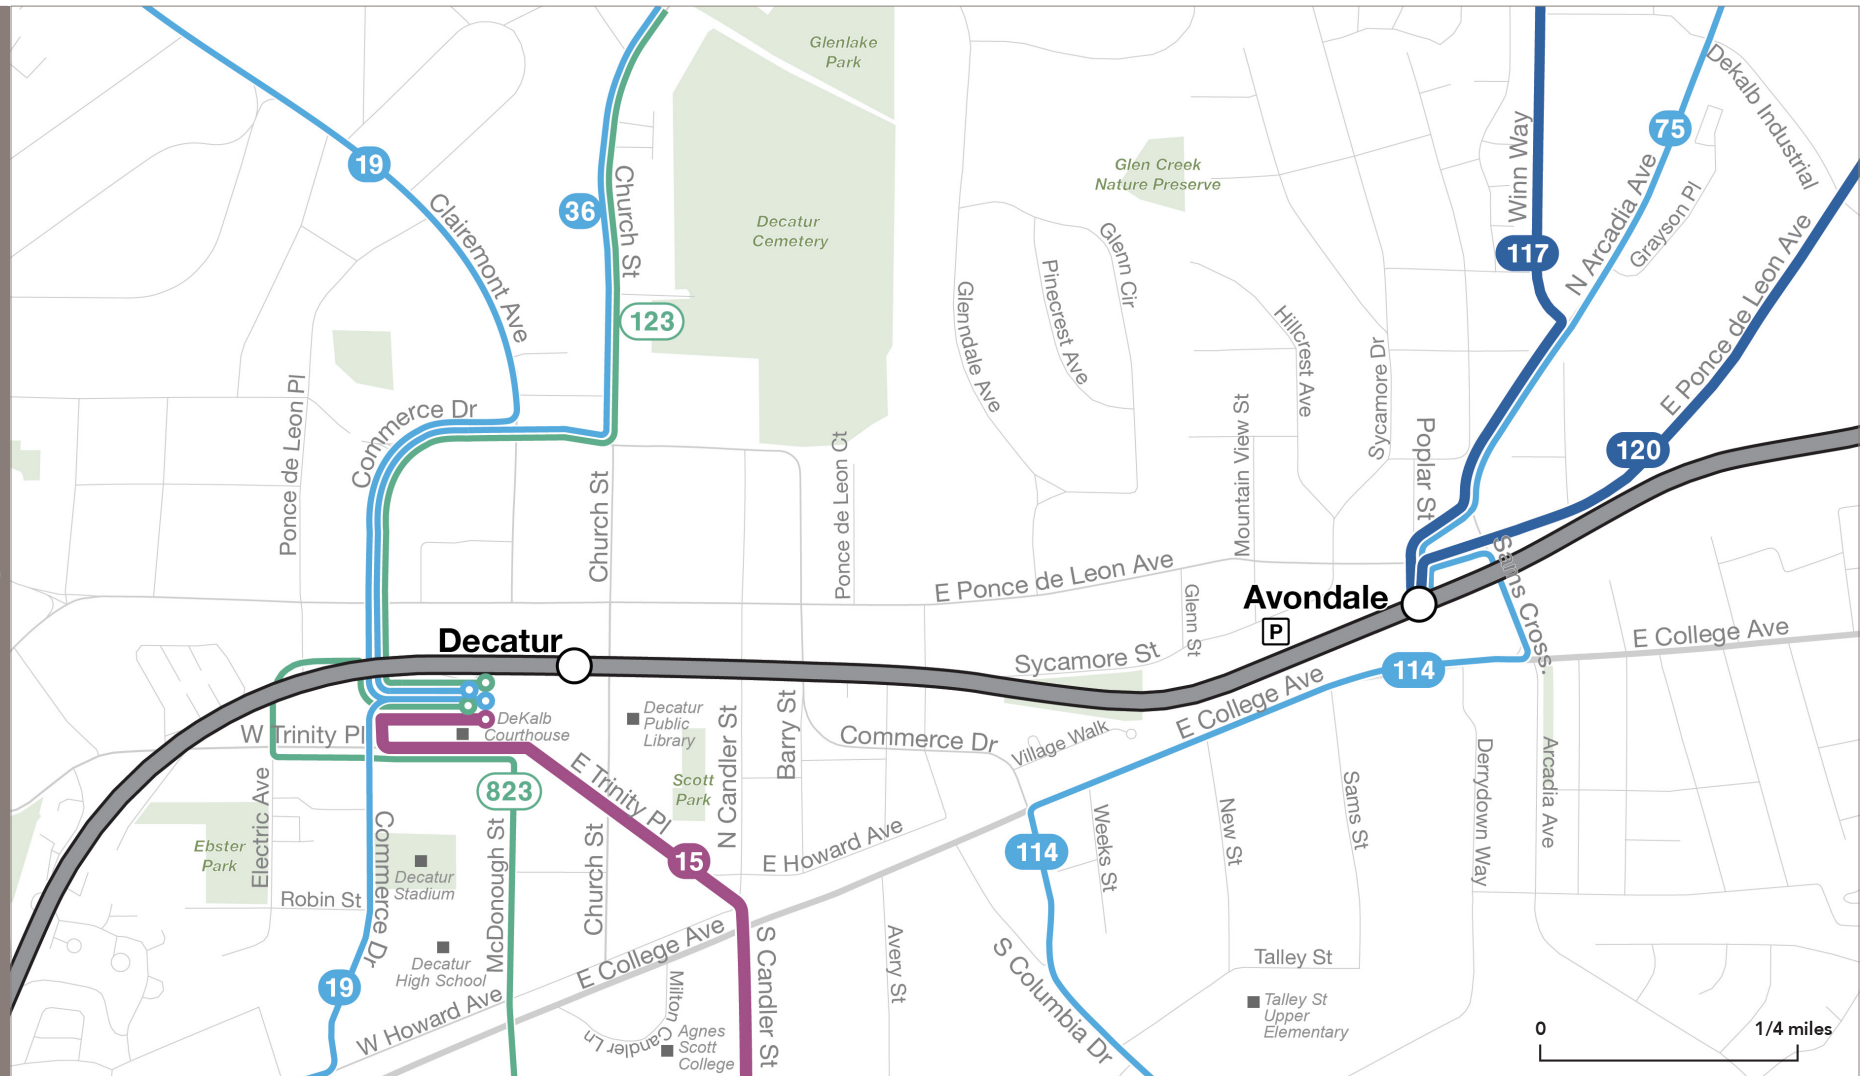 Glenlake
Park
19
36
Church St
Clairemont Ave
Decatur
Cemetery
Glen Creek
Nature Preserve
Winn Way
75
Dekalb Industrial
N Arcadia Ave
Grayson Pl
117
E Ponce de Leon Ave
123
Glenndale Ave
Pinecrest Ave
Glenn Cir
Hillcrest Ave
Sycamore Dr
Mountain View St
Poplar St
120
Ponce de Leon Pl
Commerce Dr
Church St
Ponce de Leon Ct
E Ponce de Leon Ave
Glenn St
Avondale
P
Sams Cross.
E College Ave
114
Decatur
Sycamore St
E College Ave
DeKalb
Courthouse
Decatur
Public
Library
W Trinity Pl
N Candler St
Barry St
Commerce Dr
Village Walk
Scott
Park
823
E Trinity Pl
15
E Howard Ave
114
Weeks St
New St
Sams St
Derrydown Way
Arcadia Ave
Electric Ave
Ebster
Park
Commerce Dr
Decatur
Stadium
Robin St
McDonough St
Church St
Decatur
High School
19
W Howard Ave
E College Ave
Milton Candler Ln
Agnes
Scott
College
S Candler St
Avery St
S Columbia Dr
Talley St
Talley St
Upper
Elementary
0
1/4 miles